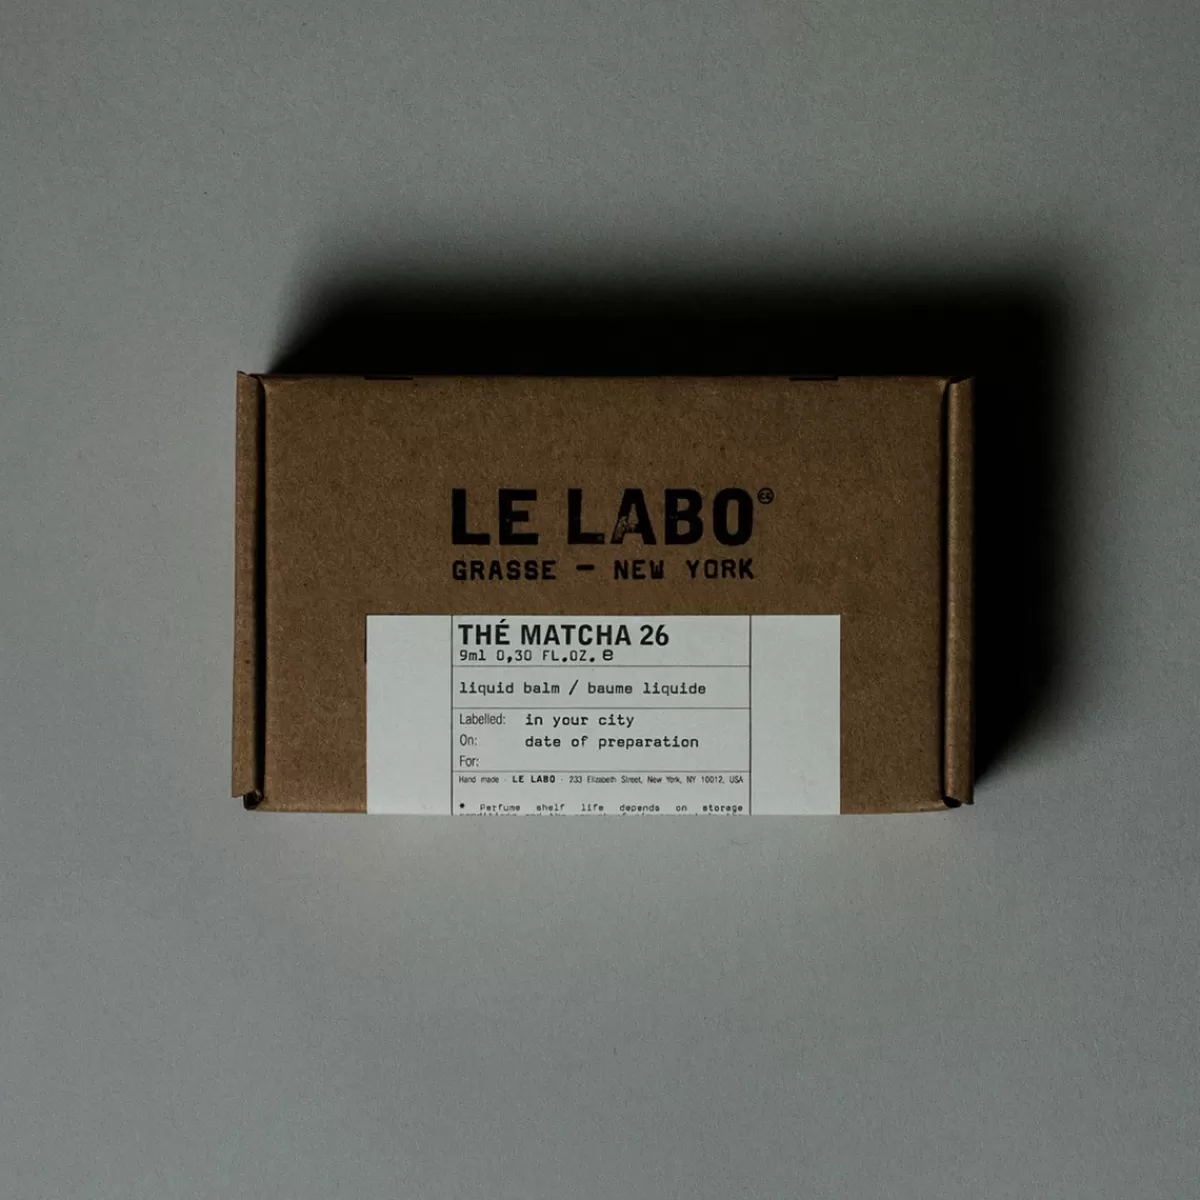 LE LABO
GRASSE — NEW YORK
THÉ MATCHA 26
9ml 0,30 FL.OZ. ℮
liquid balm / baume liquide
Labelled: in your city
On: date of preparation
For:
Hand made · LE LABO · 233 Elizabeth Street, New York, NY 10012, USA
* Perfume shelf life depends on storage